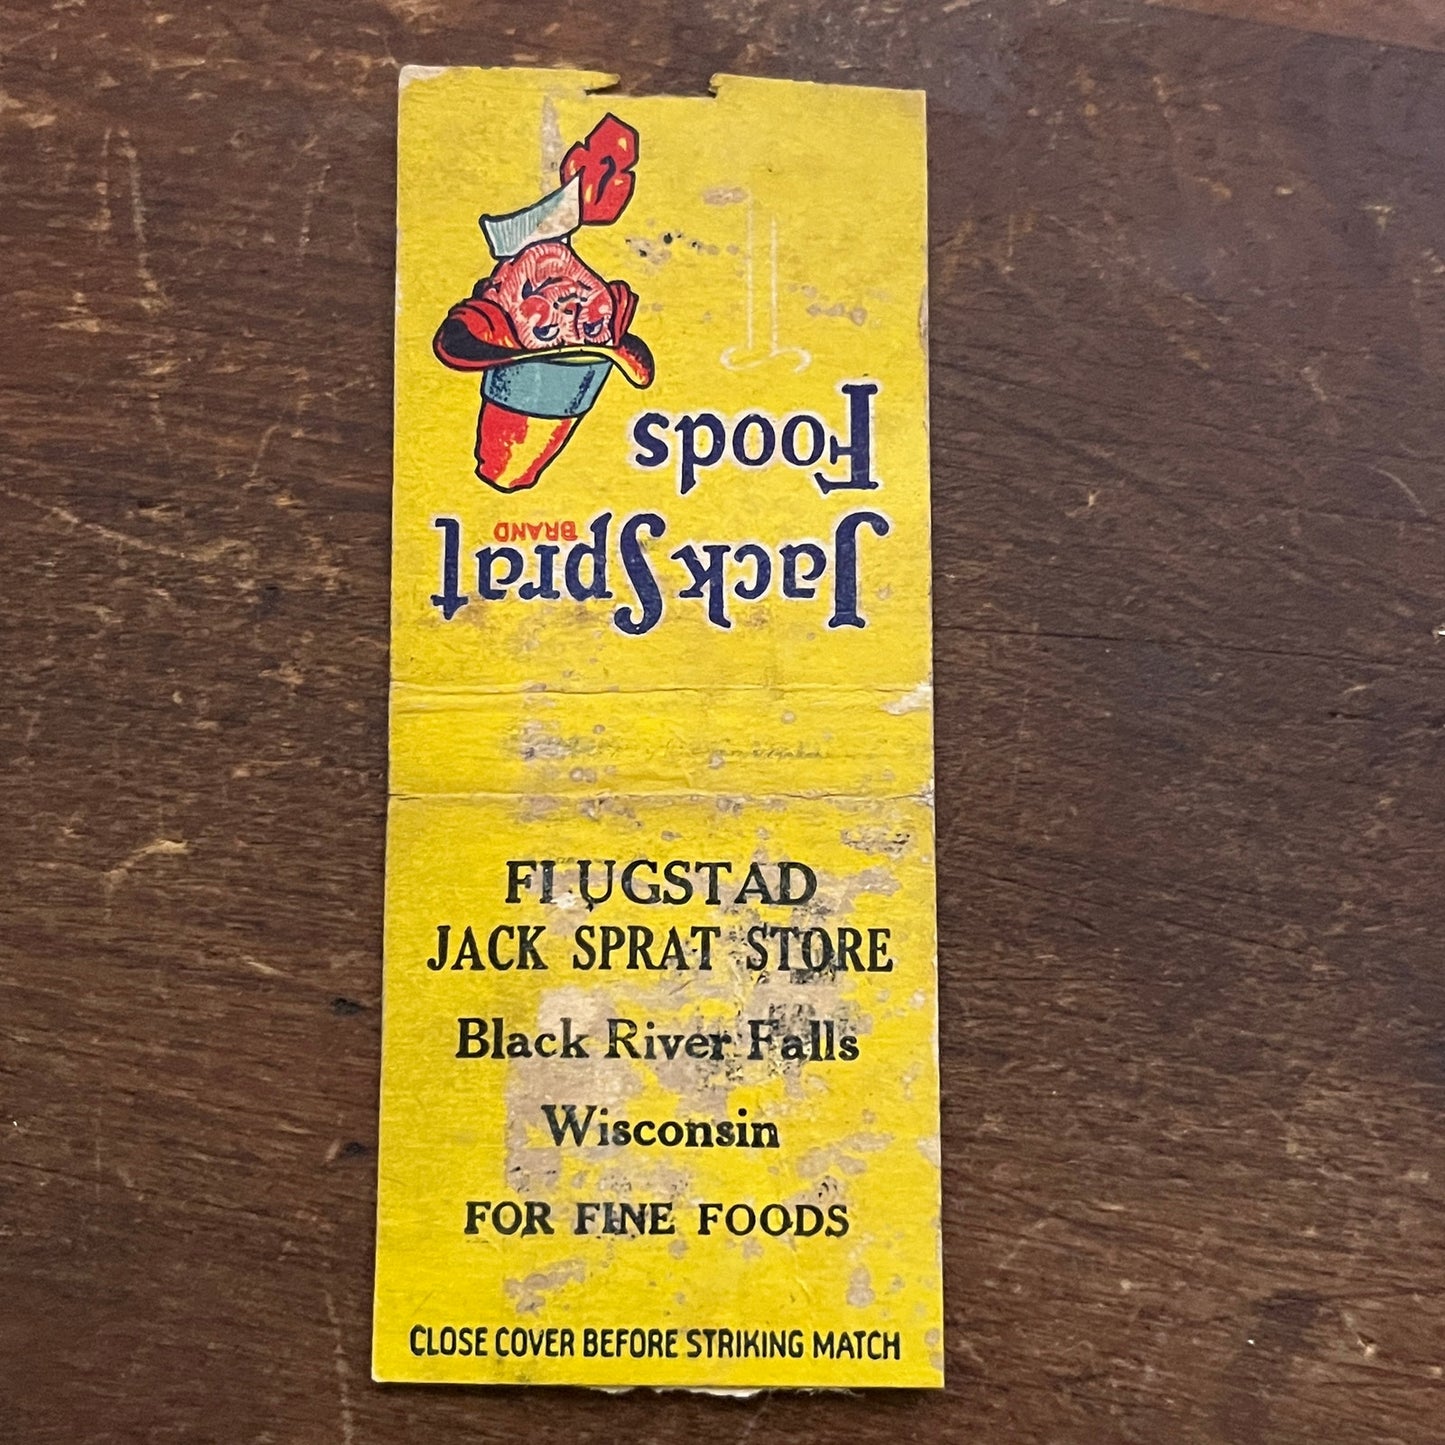 Jack Sprat
BRAND
Foods
FLUGSTAD
JACK SPRAT STORE
Black River Falls
Wisconsin
FOR FINE FOODS
CLOSE COVER BEFORE STRIKING MATCH